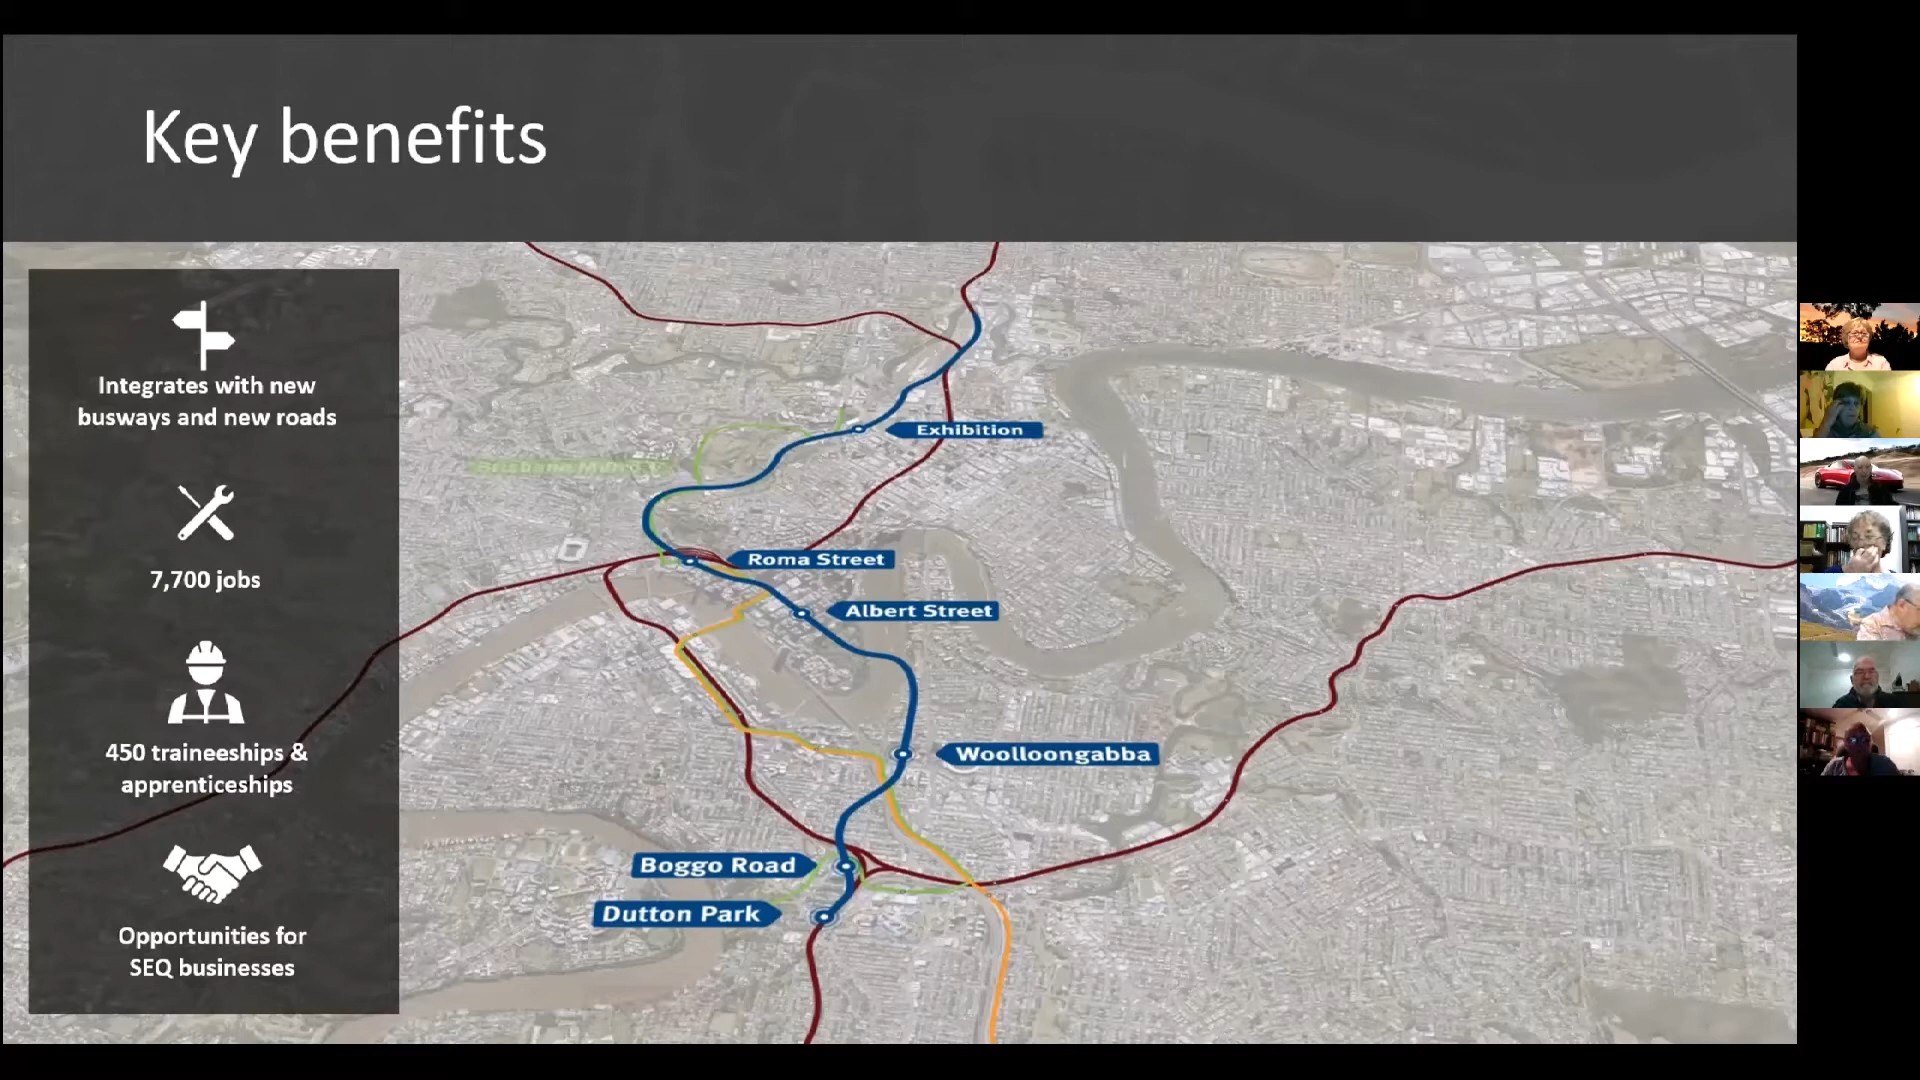 Key benefits
Integrates with new
busways and new roads
7,700 jobs
450 traineeships &
apprenticeships
Opportunities for
SEQ businesses
Exhibition
Brisbane
Roma Street
Albert Street
Woolloongabba
Boggo Road
Dutton Park